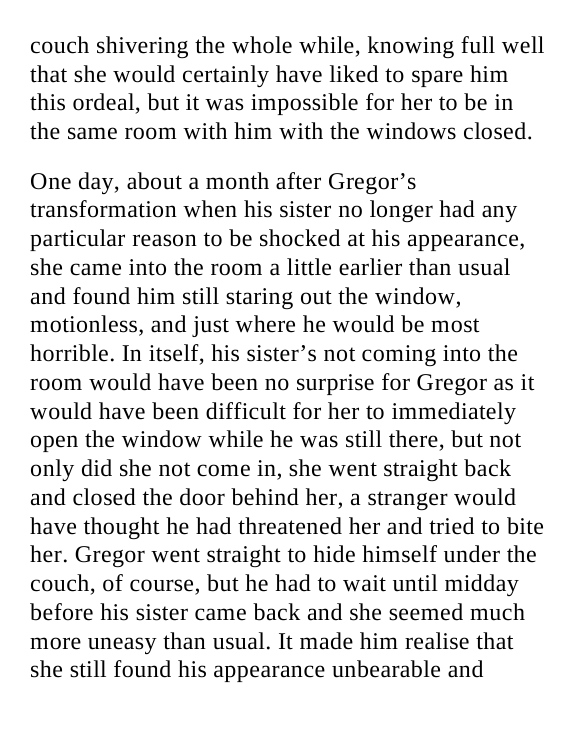 couch shivering the whole while, knowing full well
that she would certainly have liked to spare him
this ordeal, but it was impossible for her to be in
the same room with him with the windows closed.
One day, about a month after Gregor’s
transformation when his sister no longer had any
particular reason to be shocked at his appearance,
she came into the room a little earlier than usual
and found him still staring out the window,
motionless, and just where he would be most
horrible. In itself, his sister’s not coming into the
room would have been no surprise for Gregor as it
would have been difficult for her to immediately
open the window while he was still there, but not
only did she not come in, she went straight back
and closed the door behind her, a stranger would
have thought he had threatened her and tried to bite
her. Gregor went straight to hide himself under the
couch, of course, but he had to wait until midday
before his sister came back and she seemed much
more uneasy than usual. It made him realise that
she still found his appearance unbearable and